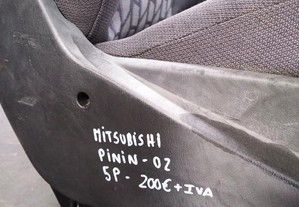 MITSUBISHI
PININ - 02
5P - 200€ + IVA